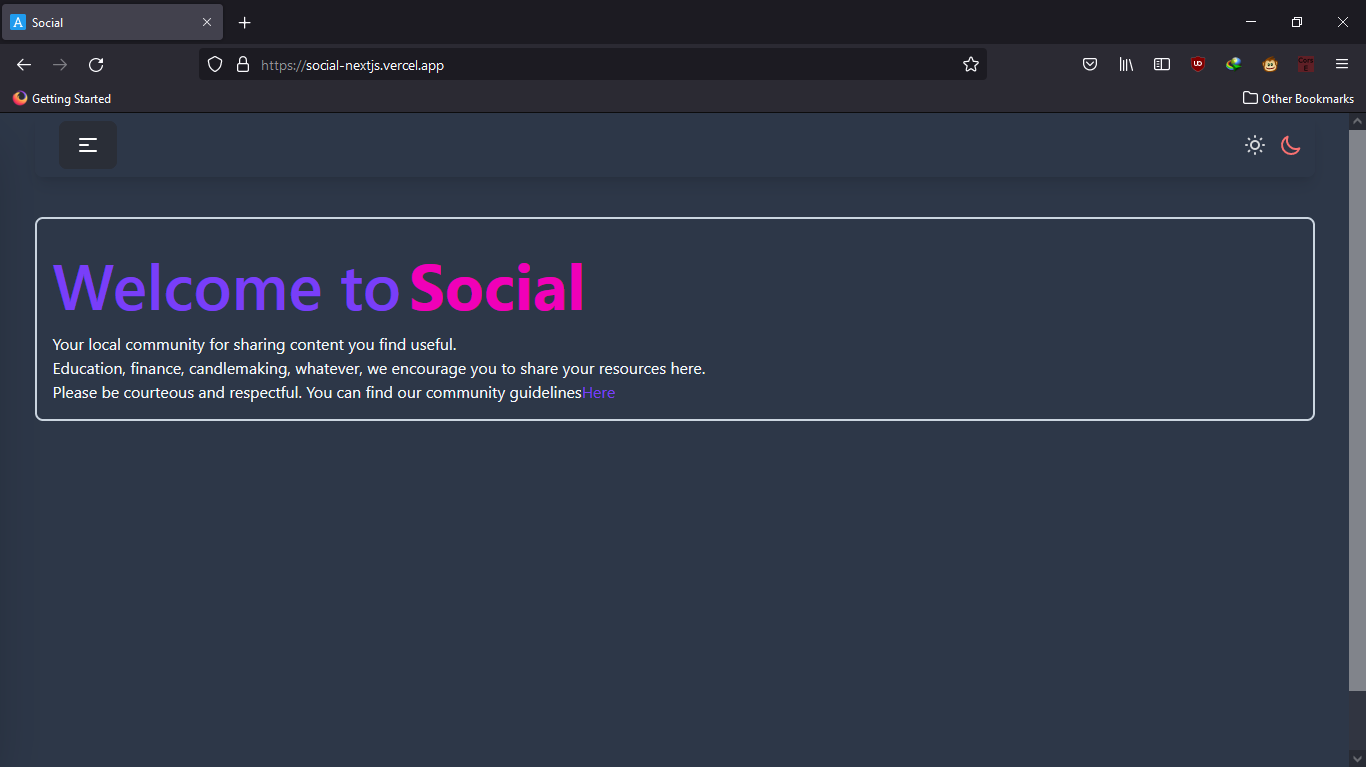 Social
https://social-nextjs.vercel.app
Getting Started
Other Bookmarks
Welcome to Social
Your local community for sharing content you find useful.
Education, finance, candlemaking, whatever, we encourage you to share your resources here.
Please be courteous and respectful. You can find our community guidelinesHere